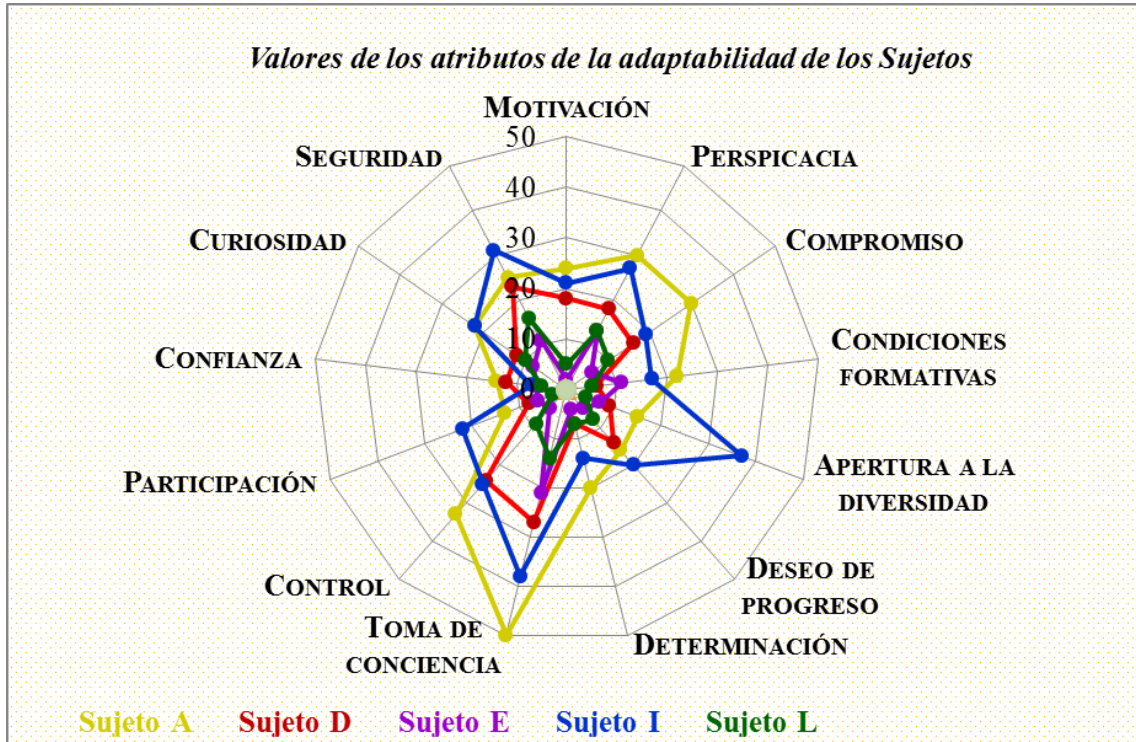 Valores de los atributos de la adaptabilidad de los Sujetos
MOTIVACIÓN
50
SEGURIDAD
PERSPICACIA
40
30
CURIOSIDAD
COMPROMISO
20
10
CONFIANZA
CONDICIONES
FORMATIVAS
0
PARTICIPACIÓN
APERTURA A LA
DIVERSIDAD
CONTROL
DESEO DE
PROGRESO
TOMA DE
CONCIENCIA
DETERMINACIÓN
Sujeto A Sujeto D Sujeto E Sujeto I Sujeto L